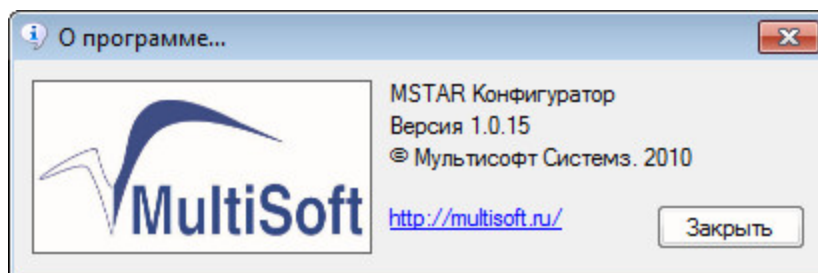 О программе...
MultiSoft
MSTAR Конфигуратор
Версия 1.0.15
© Мультисофт Системз. 2010
http://multisoft.ru/
Закрыть